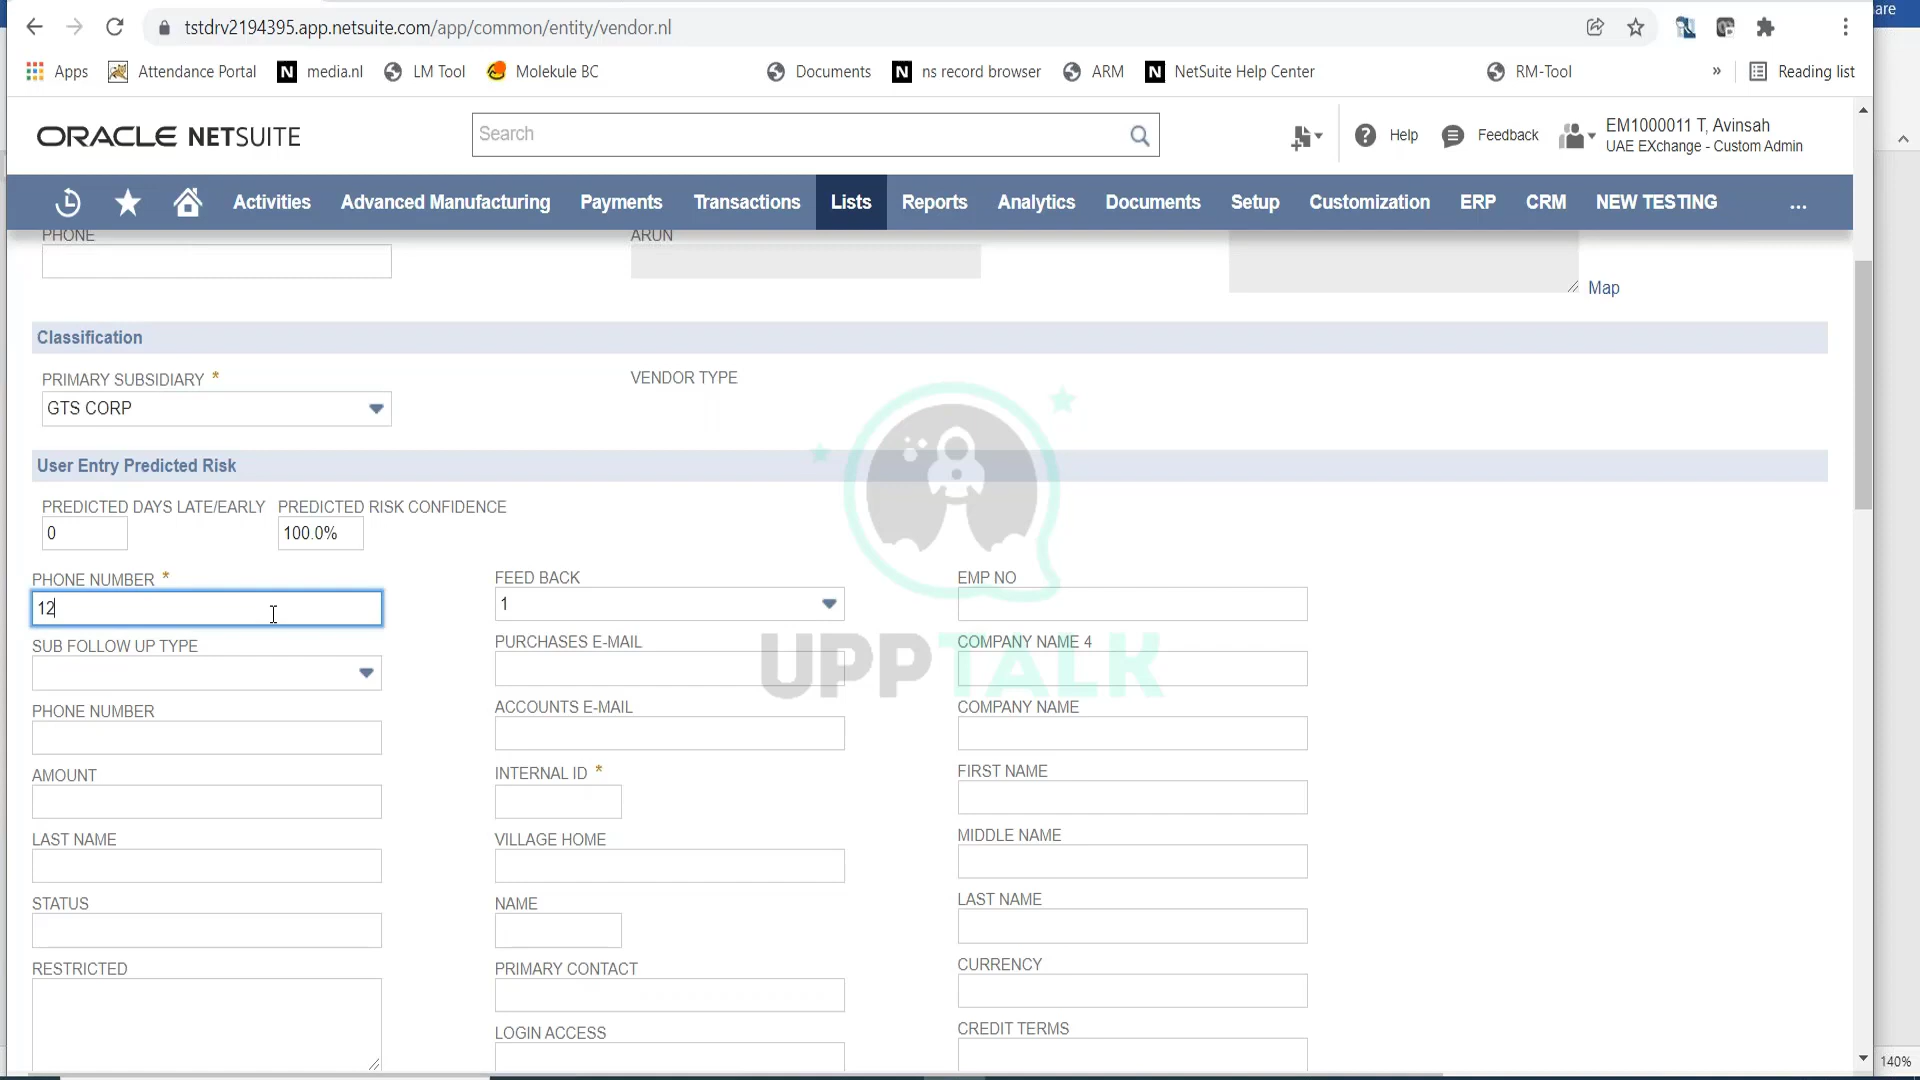 are
tstdrv2194395.app.netsuite.com/app/common/entity/vendor.nl
Apps Attendance Portal N media.nl LM Tool Molekule BC Documents N ns record browser ARM N NetSuite Help Center RM-Tool » Reading list
ORACLE NETSUITE
Search
Help
Feedback
EM1000011 T, Avinsah
UAE EXchange - Custom Admin
Activities Advanced Manufacturing Payments Transactions Lists Reports Analytics Documents Setup Customization ERP CRM NEW TESTING ...
PHONE
ARUN
Map
Classification
PRIMARY SUBSIDIARY *
GTS CORP
VENDOR TYPE
User Entry Predicted Risk
PREDICTED DAYS LATE/EARLY PREDICTED RISK CONFIDENCE
0 100.0%
PHONE NUMBER *
12
SUB FOLLOW UP TYPE
PHONE NUMBER
AMOUNT
LAST NAME
STATUS
RESTRICTED
FEED BACK
1
PURCHASES E-MAIL
ACCOUNTS E-MAIL
INTERNAL ID *
VILLAGE HOME
NAME
PRIMARY CONTACT
LOGIN ACCESS
EMP NO
COMPANY NAME 4
COMPANY NAME
FIRST NAME
MIDDLE NAME
LAST NAME
CURRENCY
CREDIT TERMS
UPPTALK
140%